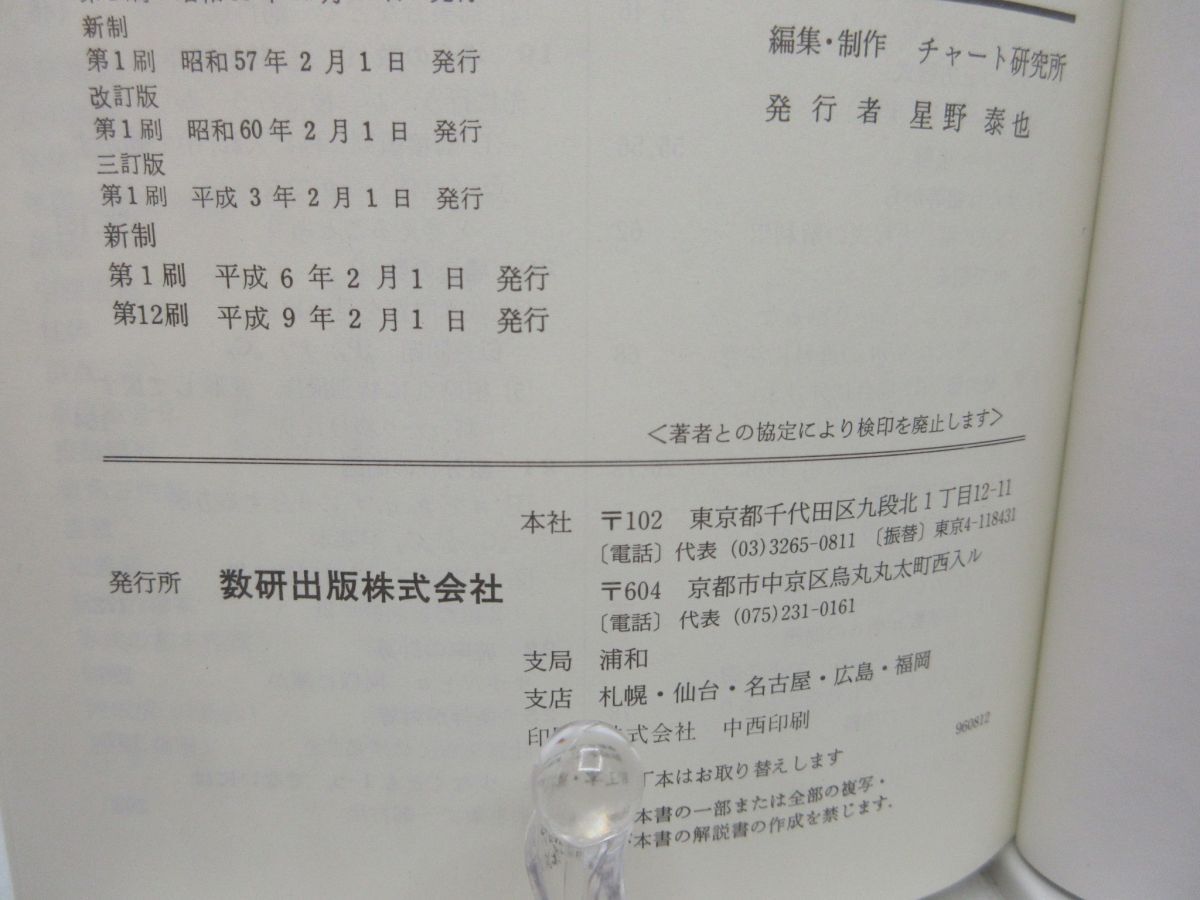 新制
第1刷 昭和57年2月1日 発行
改訂版
第1刷 昭和60年2月1日 発行
三訂版
第1刷 平成3年2月1日 発行
新制
第1刷 平成6年2月1日 発行
第12刷 平成9年2月1日 発行
編集・制作 チャート研究所
発行者 星野泰也
<著者との協定により検印を廃止します>
発行所 数研出版株式会社
本社 〒102 東京都千代田区九段北1丁目12-11
〔電話〕代表 (03)3265-0811 〔振替〕東京4-118431
〒604 京都市中京区烏丸丸太町西入ル
〔電話〕代表 (075)231-0161
支局 浦和
支店 札幌・仙台・名古屋・広島・福岡
印 式会社 中西印刷
960812
丁本はお取り替えします
本書の一部または全部の複写・
本書の解説書の作成を禁じます.